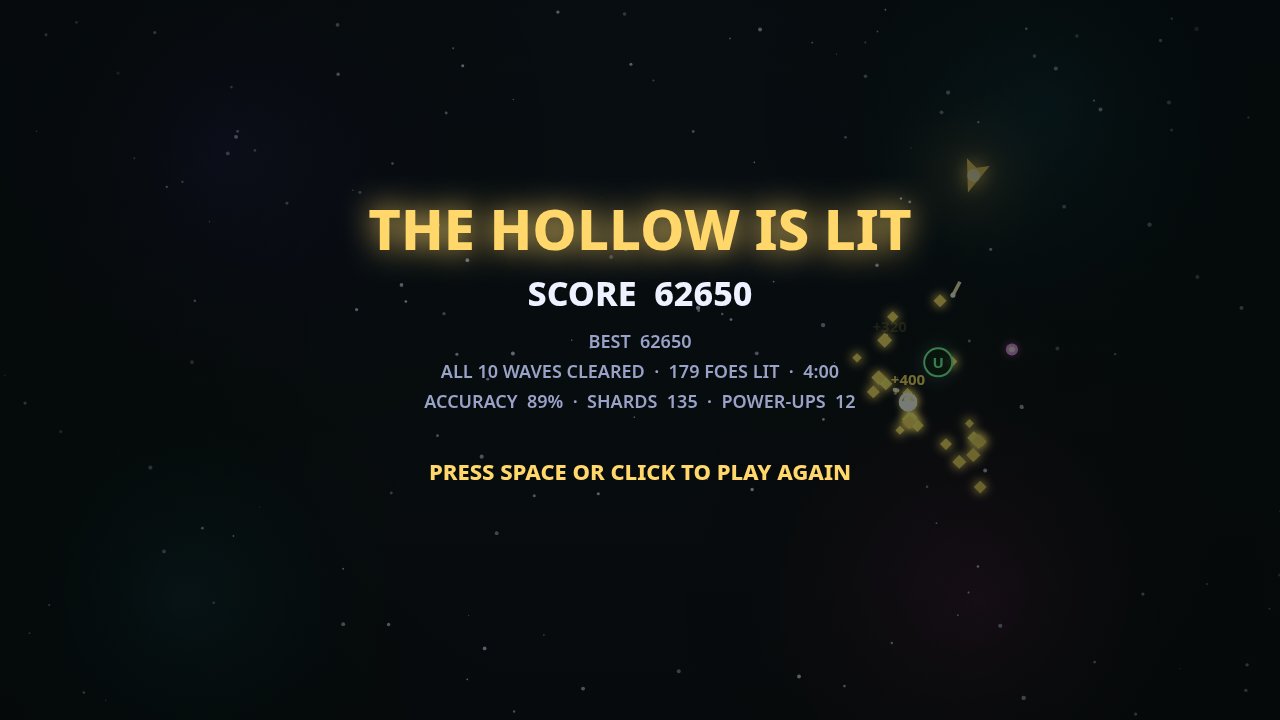 THE HOLLOW IS LIT
SCORE 62650
+320
BEST 62650
U
ALL 10 WAVES CLEARED · 179 FOES LIT · 4:00
+400
ACCURACY 89% · SHARDS 135 · POWER-UPS 12
PRESS SPACE OR CLICK TO PLAY AGAIN